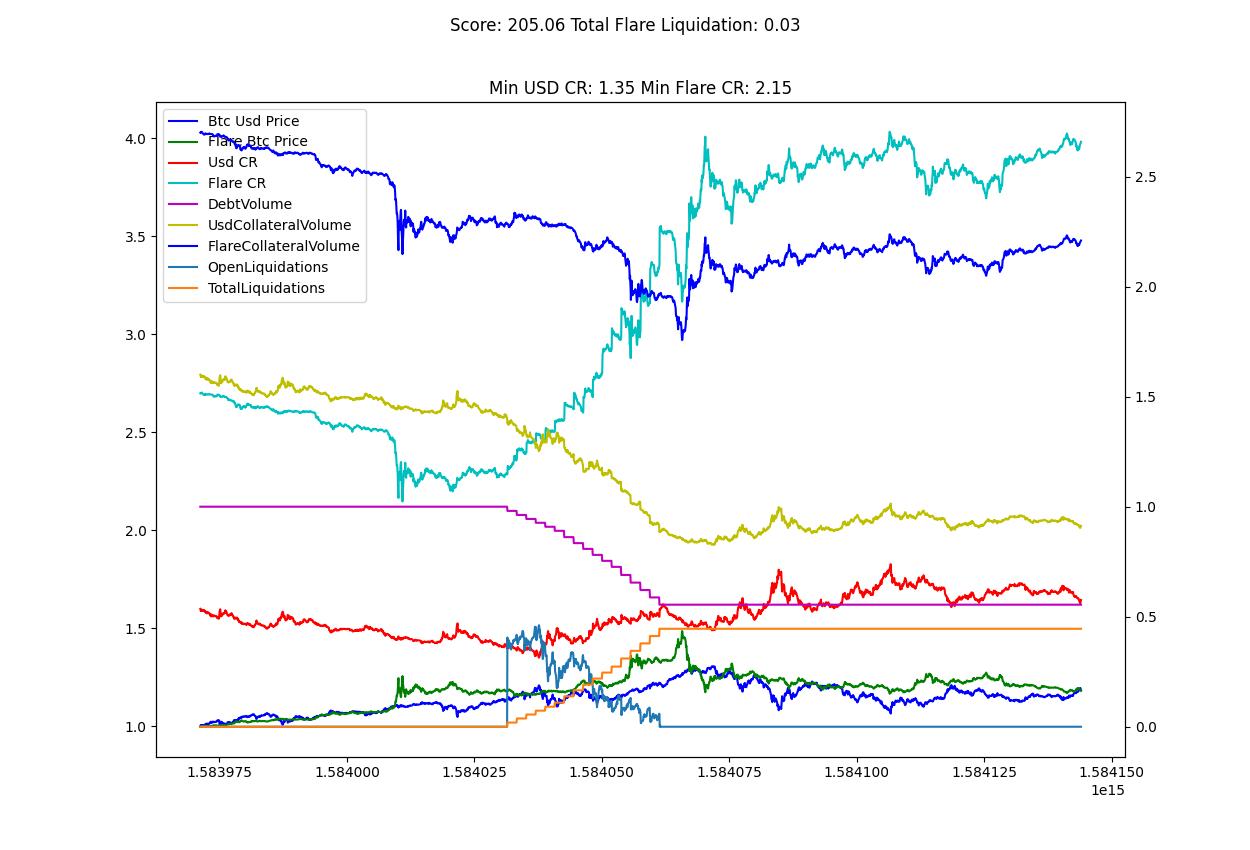 Score: 205.06 Total Flare Liquidation: 0.03
Min USD CR: 1.35 Min Flare CR: 2.15
Btc Usd Price
Flare Btc Price
Usd CR
Flare CR
DebtVolume
UsdCollateralVolume
FlareCollateralVolume
OpenLiquidations
TotalLiquidations
4.0
3.5
3.0
2.5
2.0
1.5
1.0
2.5
2.0
1.5
1.0
0.5
0.0
1.583975 1.584000 1.584025 1.584050 1.584075 1.584100 1.584125 1.584150
1e15